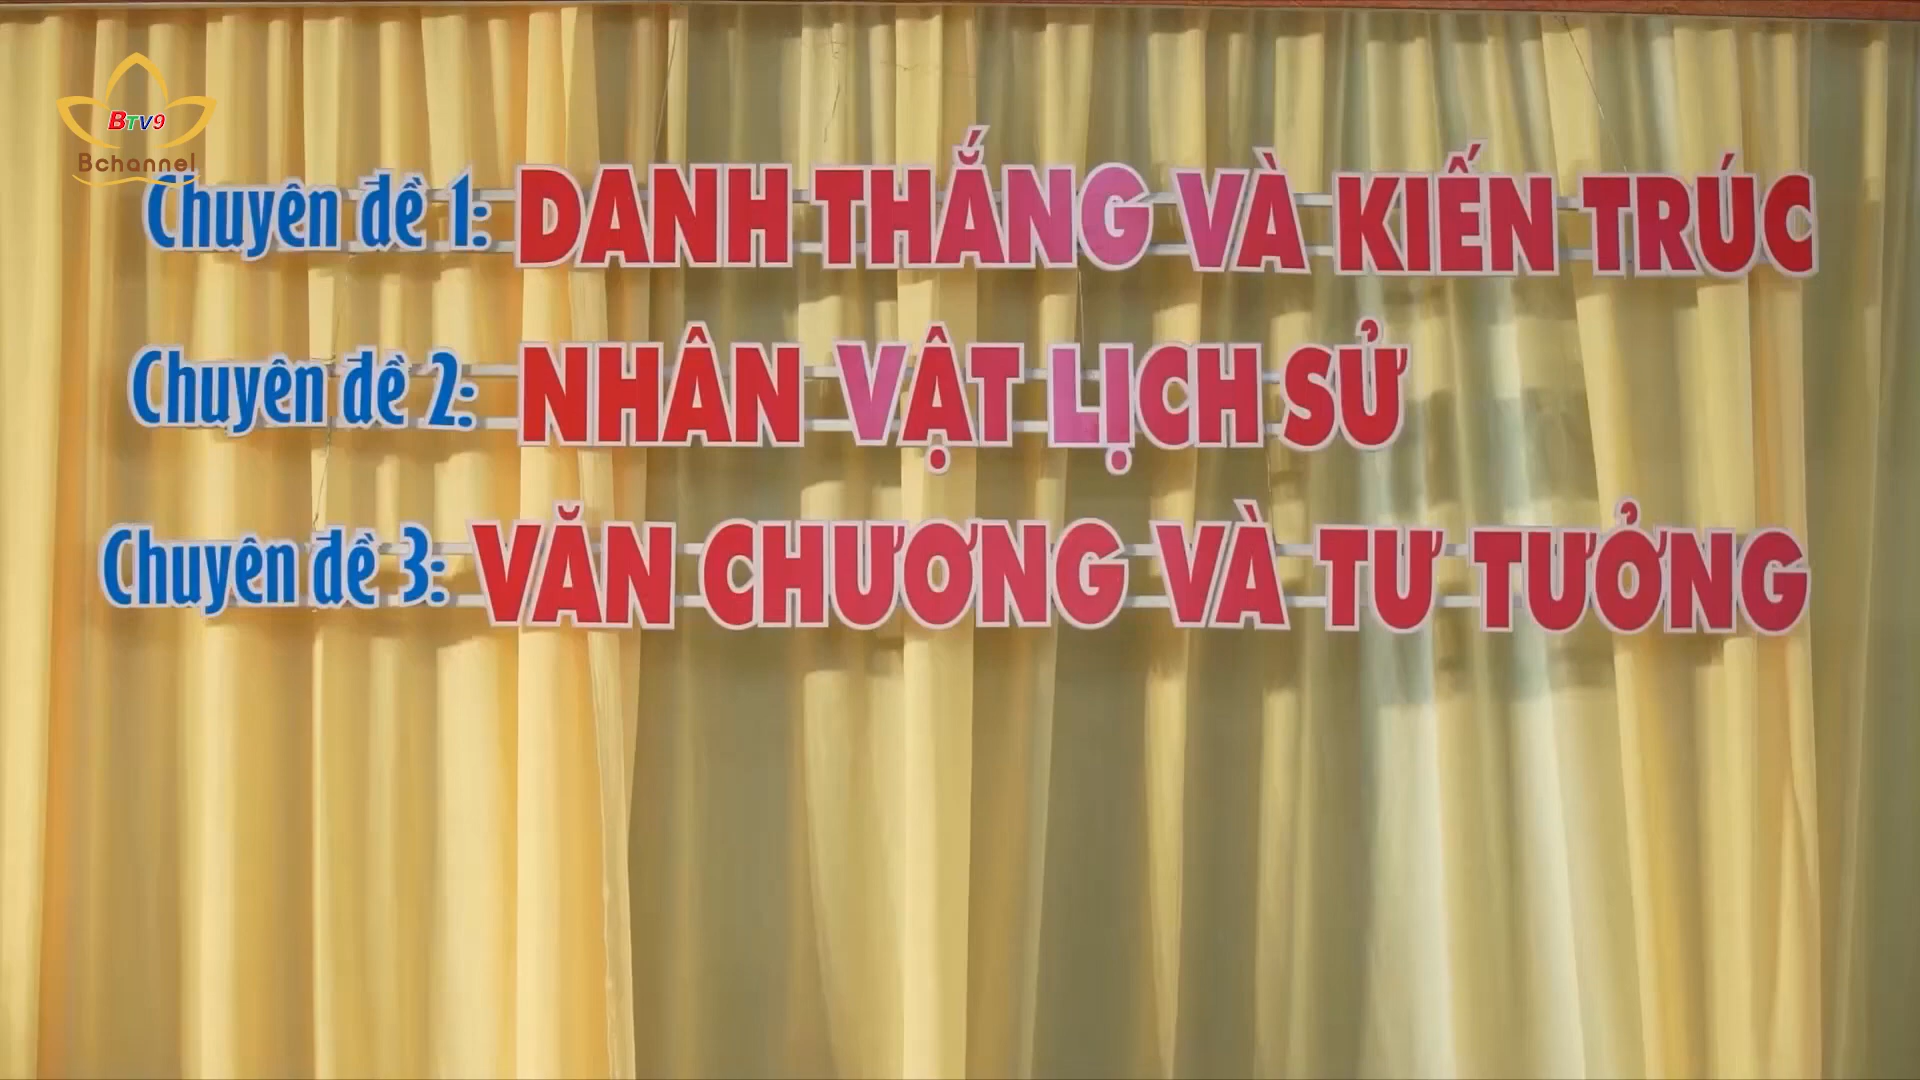 BTV9
Bchannel
Chuyên đề 1: DANH THẮNG VÀ KIẾN TRÚC
Chuyên đề 2: NHÂN VẬT LỊCH SỬ
Chuyên đề 3: VĂN CHƯƠNG VÀ TƯ TƯỞNG